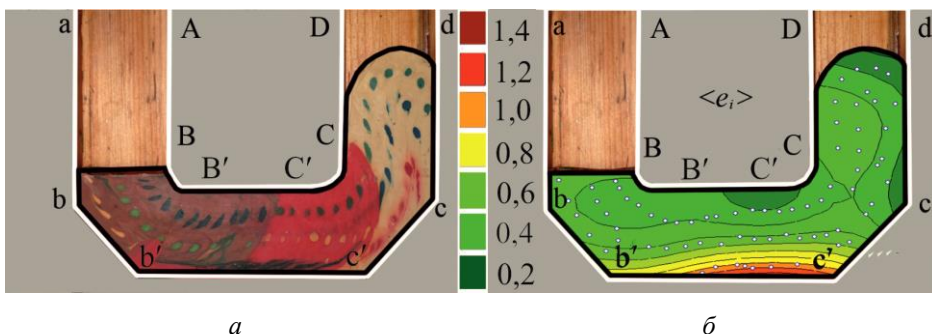 a A D d
B C
B′ C′
b c
b′ c′
1,4
1,2
1,0
0,8
0,6
0,4
0,2
a A D d
<eᵢ>
B C
B′ C′
b c
b′ c′
а б